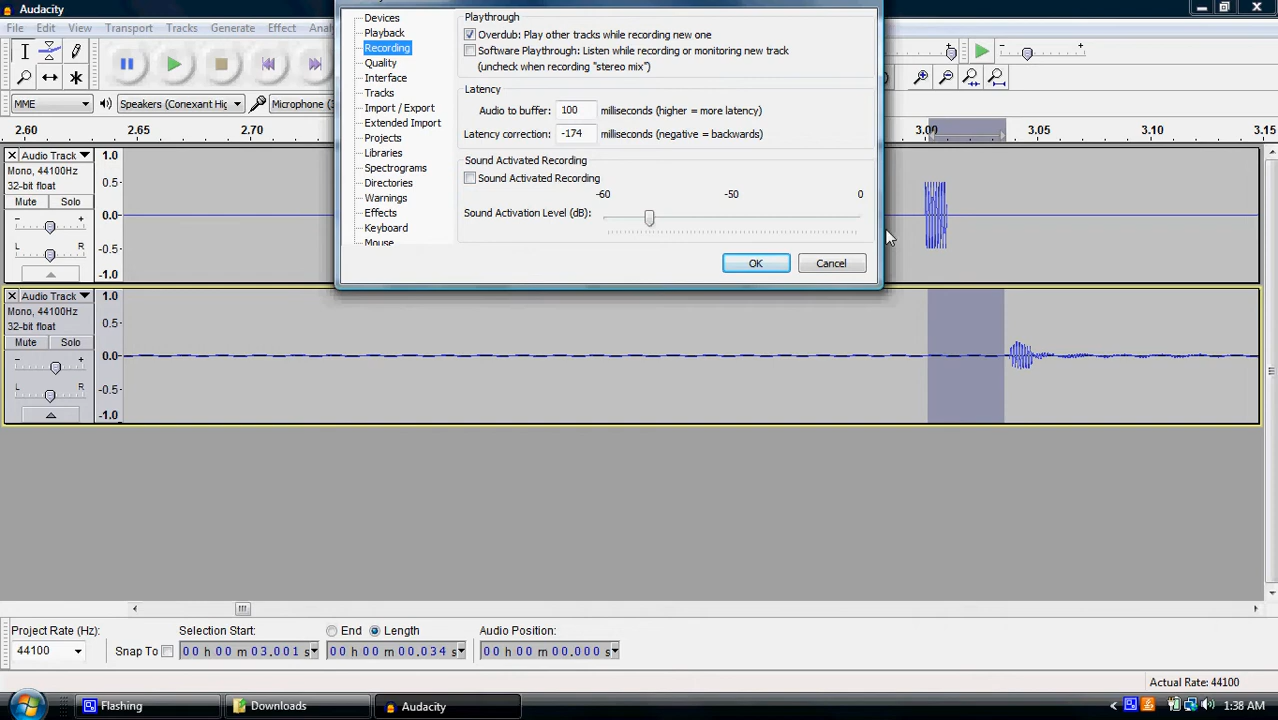 Audacity
File Edit View Transport Tracks Generate Effect
Devices
Playback
Recording
Quality
Interface
Tracks
Import / Export
Extended Import
Projects
Libraries
Spectrograms
Directories
Warnings
Effects
Keyboard
Mouse
Playthrough
Overdub: Play other tracks while recording new one
Software Playthrough: Listen while recording or monitoring new track
(uncheck when recording "stereo mix")
Latency
Audio to buffer: 100 milliseconds (higher = more latency)
Latency correction: -174 milliseconds (negative = backwards)
Sound Activated Recording
Sound Activated Recording
-60 -50 0
Sound Activation Level (dB):
OK Cancel
MME Speakers (Conexant Hig Microphone (
2.60 2.65 2.70 3.00 3.05 3.10 3.15
Audio Track
Mono, 44100Hz
32-bit float
Mute Solo
- +
L R
1.0
0.5
0.0
-0.5
-1.0
Audio Track
Mono, 44100Hz
32-bit float
Mute Solo
- +
L R
1.0
0.5
0.0
-0.5
-1.0
Project Rate (Hz): Selection Start: End Length Audio Position:
44100 Snap To 00 h 00 m 03.001 s 00 h 00 m 00.034 s 00 h 00 m 00.000 s
Actual Rate: 44100
Flashing Downloads Audacity 1:38 AM